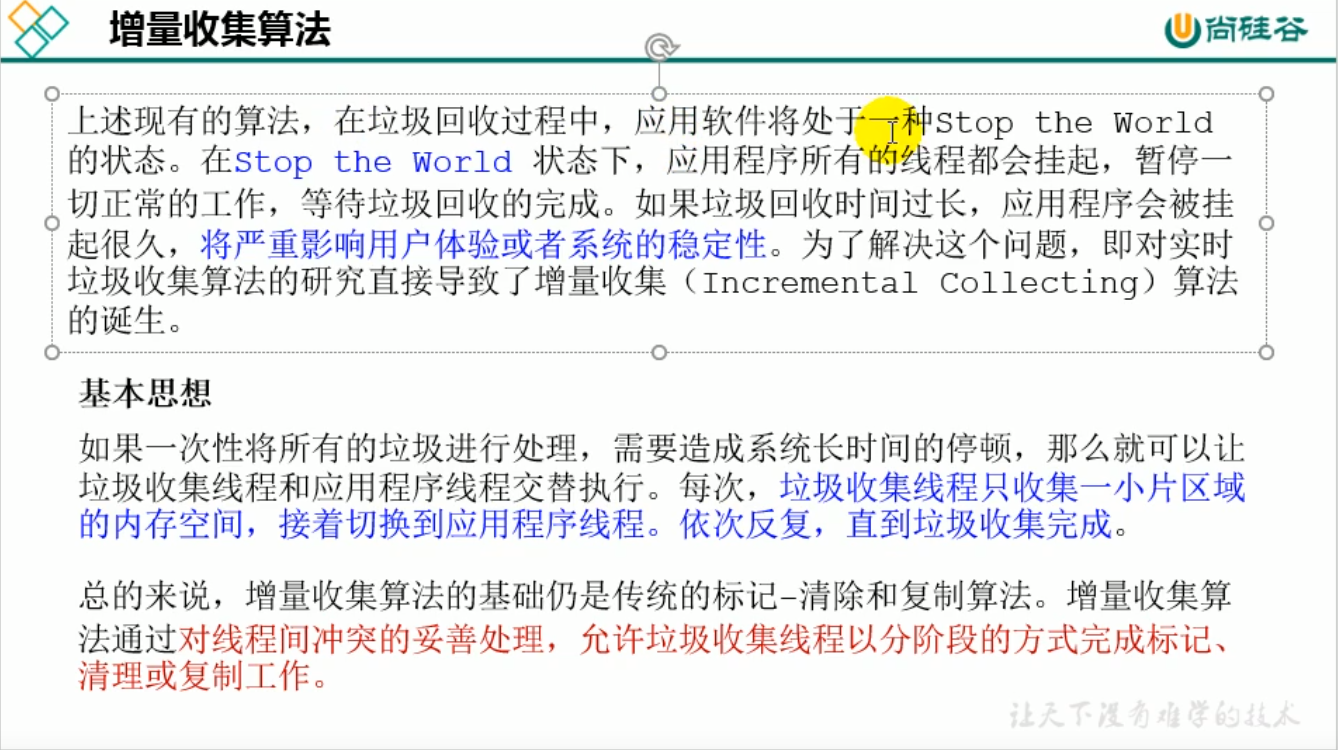 增量收集算法
尚硅谷
上述现有的算法，在垃圾回收过程中，应用软件将处于一种Stop the World
的状态。在Stop the World 状态下，应用程序所有的线程都会挂起，暂停一
切正常的工作，等待垃圾回收的完成。如果垃圾回收时间过长，应用程序会被挂
起很久，将严重影响用户体验或者系统的稳定性。为了解决这个问题，即对实时
垃圾收集算法的研究直接导致了增量收集（Incremental Collecting）算法
的诞生。
基本思想
如果一次性将所有的垃圾进行处理，需要造成系统长时间的停顿，那么就可以让
垃圾收集线程和应用程序线程交替执行。每次，垃圾收集线程只收集一小片区域
的内存空间，接着切换到应用程序线程。依次反复，直到垃圾收集完成。
总的来说，增量收集算法的基础仍是传统的标记-清除和复制算法。增量收集算
法通过对线程间冲突的妥善处理，允许垃圾收集线程以分阶段的方式完成标记、
清理或复制工作。
让天下没有难学的技术